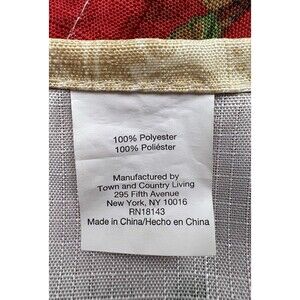 100% Polyester
100% Poliéster
Manufactured by
Town and Country Living
295 Fifth Avenue
New York, NY 10016
RN18143
Made in China/Hecho en China